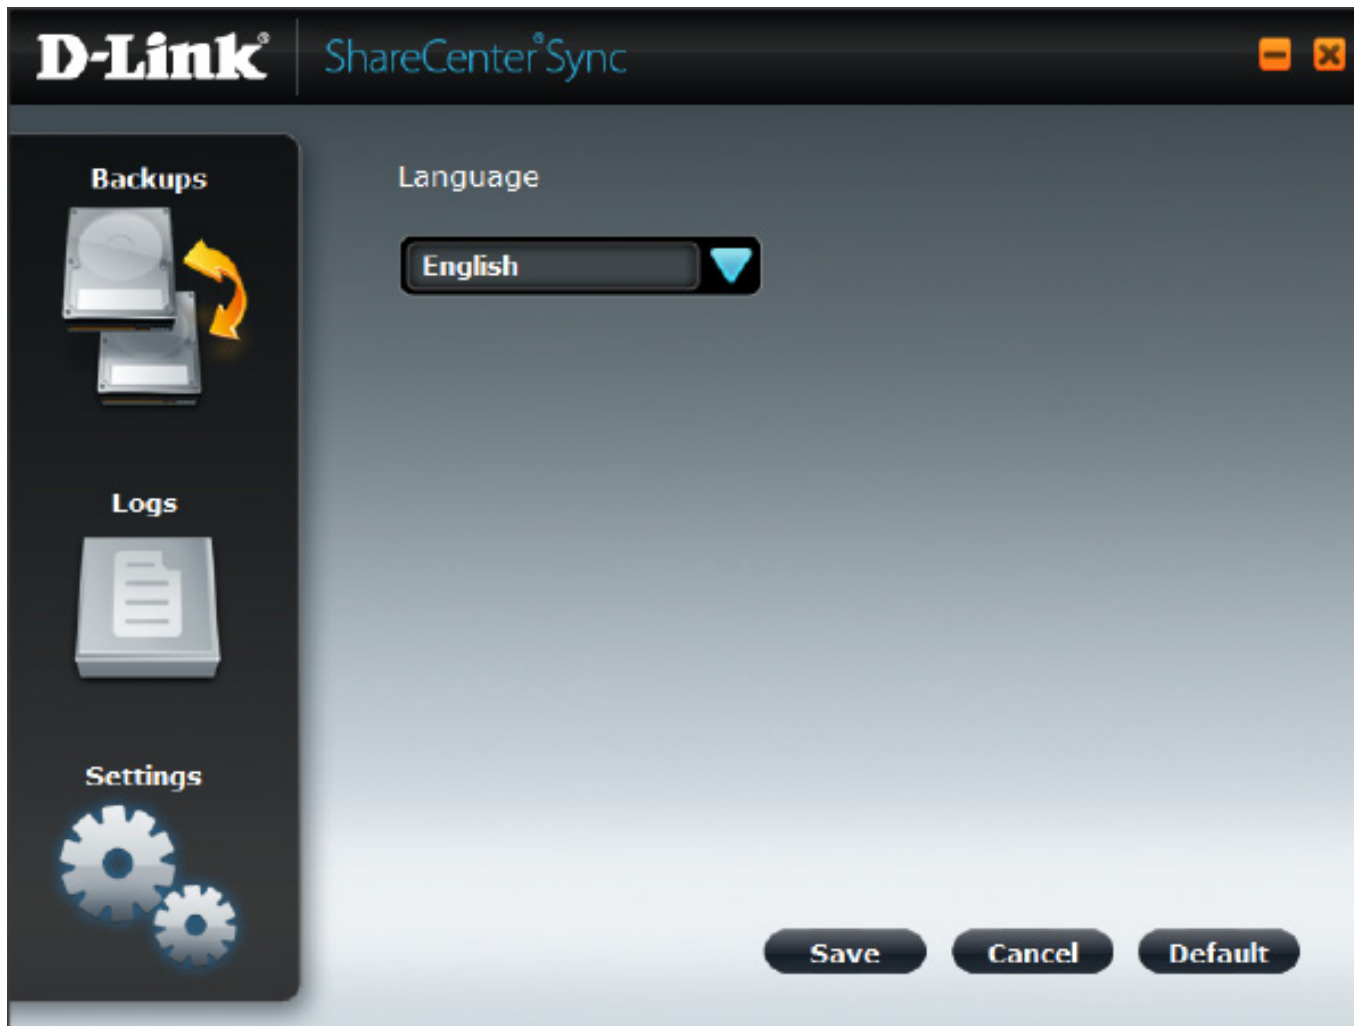 D-Link® ShareCenter® Sync
Backups
Language
English
Logs
Settings
Save Cancel Default